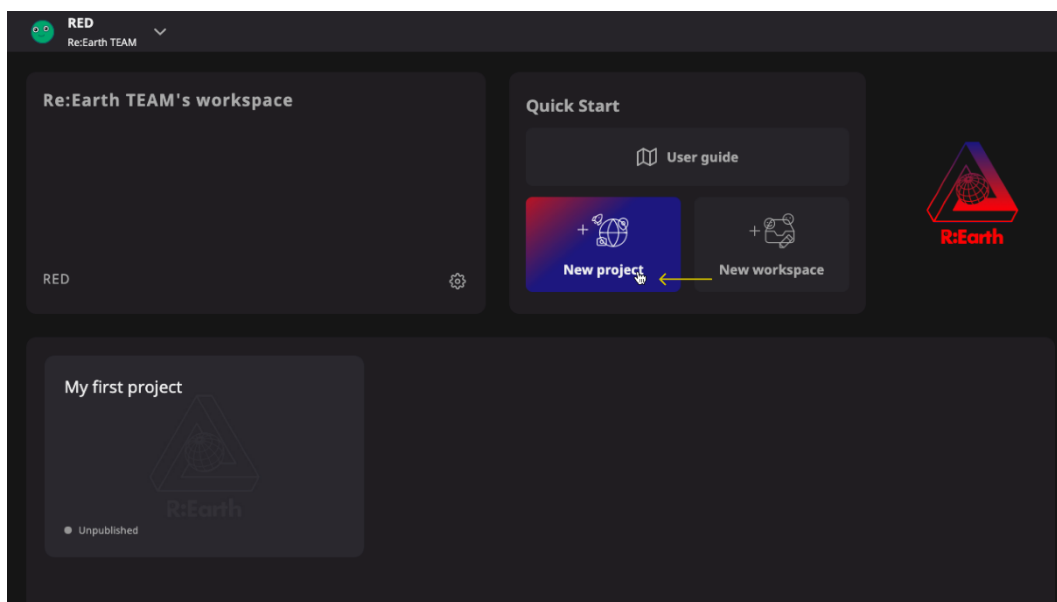 RED
Re:Earth TEAM
Re:Earth TEAM's workspace
RED
Quick Start
User guide
New project
New workspace
R:Earth
My first project
R:Earth
Unpublished